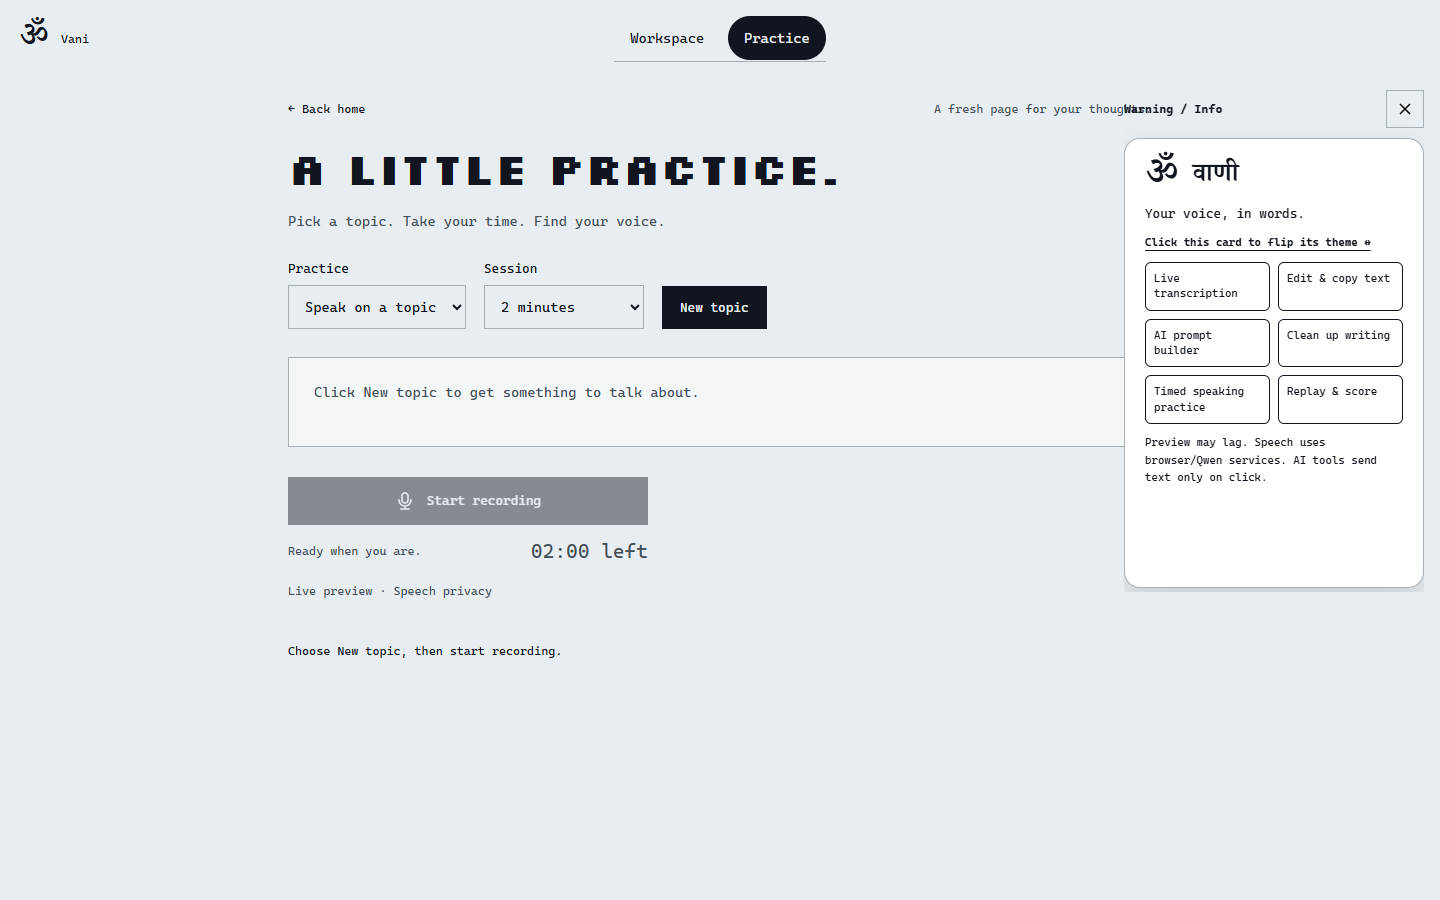 ॐ Vani
Workspace
Practice
← Back home
A fresh page for your thoug
Warning / Info
A LITTLE PRACTICE.
Pick a topic. Take your time. Find your voice.
Practice
Session
Speak on a topic
2 minutes
New topic
Click New topic to get something to talk about.
Start recording
Ready when you are.
02:00 left
Live preview · Speech privacy
Choose New topic, then start recording.
ॐ वाणी
Your voice, in words.
Click this card to flip its theme ↔
Live
transcription
Edit & copy text
AI prompt
builder
Clean up writing
Timed speaking
practice
Replay & score
Preview may lag. Speech uses
browser/Qwen services. AI tools send
text only on click.